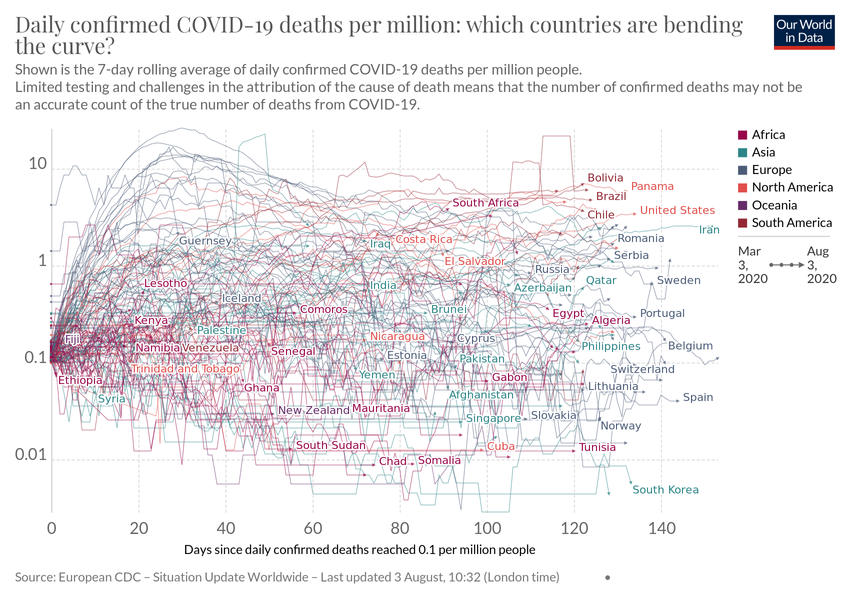 Daily confirmed COVID-19 deaths per million: which countries are bending
the curve?
Our World
in Data
Shown is the 7-day rolling average of daily confirmed COVID-19 deaths per million people.
Limited testing and challenges in the attribution of the cause of death means that the number of confirmed deaths may not be
an accurate count of the true number of deaths from COVID-19.
Africa
Asia
Europe
North America
Oceania
South America
Mar
3,
2020
Aug
3,
2020
10
1
0.1
0.01
Bolivia
Panama
Brazil
South Africa
United States
Chile
Iran
Guernsey
Iraq
Costa Rica
Romania
Serbia
El Salvador
Russia
Lesotho
India
Azerbaijan
Qatar
Sweden
Iceland
Comoros
Brunei
Egypt
Portugal
Kenya
Algeria
Palestine
Fiji
Nicaragua
Cyprus
Namibia
Venezuela
Senegal
Estonia
Pakistan
Philippines
Belgium
Trinidad and Tobago
Yemen
Switzerland
Ethiopia
Ghana
Gabon
Lithuania
Syria
Afghanistan
Spain
New Zealand
Mauritania
Singapore
Slovakia
Norway
South Sudan
Cuba
Tunisia
Chad
Somalia
South Korea
0
20
40
60
80
100
120
140
Days since daily confirmed deaths reached 0.1 per million people
Source: European CDC – Situation Update Worldwide – Last updated 3 August, 10:32 (London time)